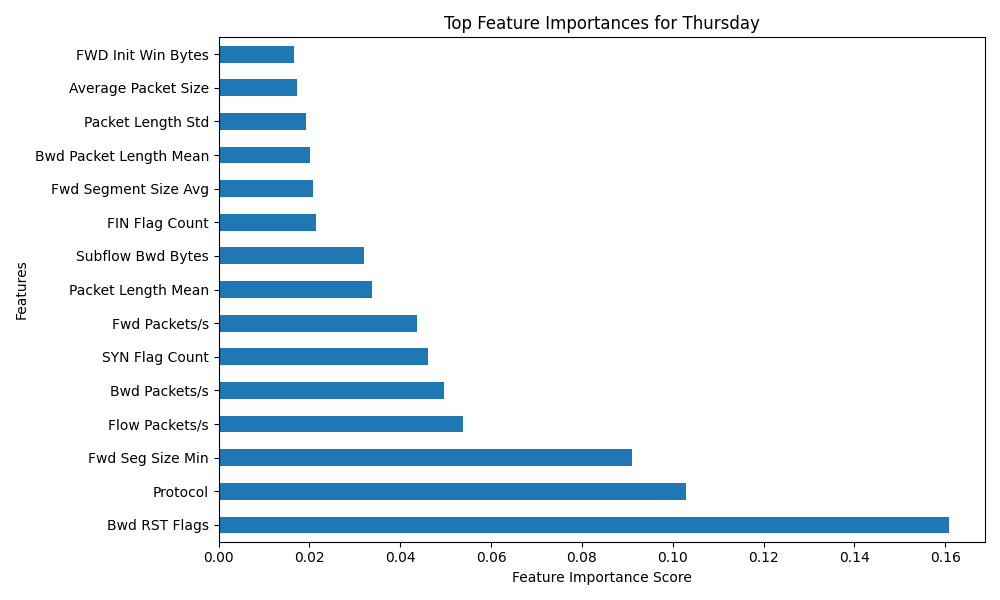 Top Feature Importances for Thursday
Features
FWD Init Win Bytes
Average Packet Size
Packet Length Std
Bwd Packet Length Mean
Fwd Segment Size Avg
FIN Flag Count
Subflow Bwd Bytes
Packet Length Mean
Fwd Packets/s
SYN Flag Count
Bwd Packets/s
Flow Packets/s
Fwd Seg Size Min
Protocol
Bwd RST Flags
0.00 0.02 0.04 0.06 0.08 0.10 0.12 0.14 0.16
Feature Importance Score